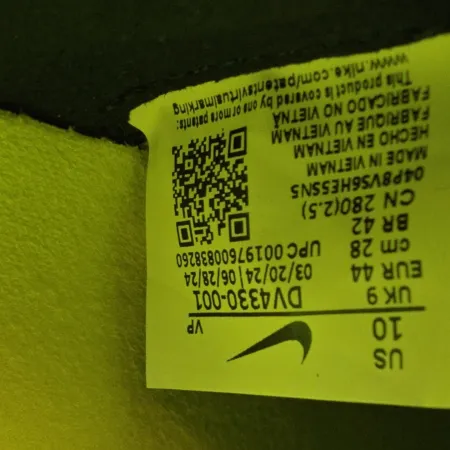 US
10
VP
UK 9
EUR 44
cm 28
BR 42
CN 280(2.5)
DV4330-001
03/20/24 | 06/28/24
UPC 00197600838260
04P8VS6HESSN5
MADE IN VIETNAM
HECHO EN VIETNAM
FABRIQUE AU VIETNAM
FABRICADO NO VIETNÃ
This product is covered by one or more patents:
www.nike.com/patentsvirtualmarking